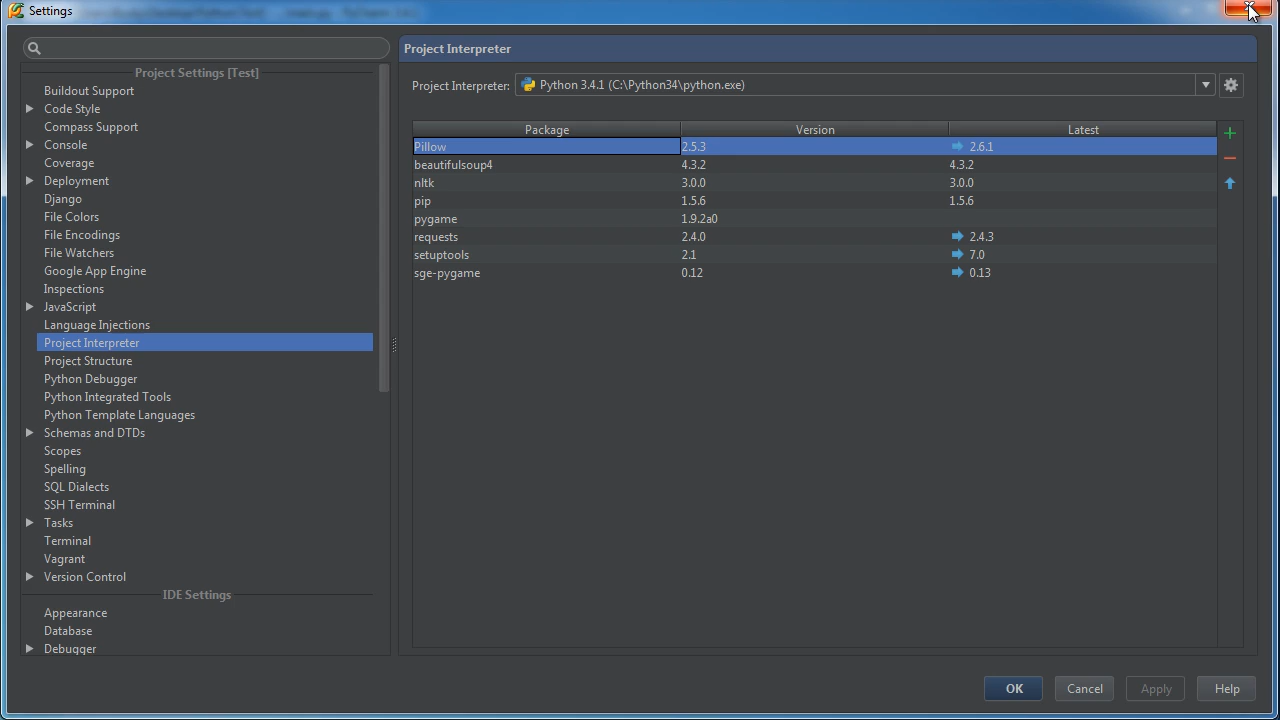 Settings
Project Settings [Test]
Buildout Support
Code Style
Compass Support
Console
Coverage
Deployment
Django
File Colors
File Encodings
File Watchers
Google App Engine
Inspections
JavaScript
Language Injections
Project Interpreter
Project Structure
Python Debugger
Python Integrated Tools
Python Template Languages
Schemas and DTDs
Scopes
Spelling
SQL Dialects
SSH Terminal
Tasks
Terminal
Vagrant
Version Control
IDE Settings
Appearance
Database
Debugger
Project Interpreter
Project Interpreter: Python 3.4.1 (C:\Python34\python.exe)
Package Version Latest
Pillow 2.5.3 2.6.1
beautifulsoup4 4.3.2 4.3.2
nltk 3.0.0 3.0.0
pip 1.5.6 1.5.6
pygame 1.9.2a0
requests 2.4.0 2.4.3
setuptools 2.1 7.0
sge-pygame 0.12 0.13
OK Cancel Apply Help